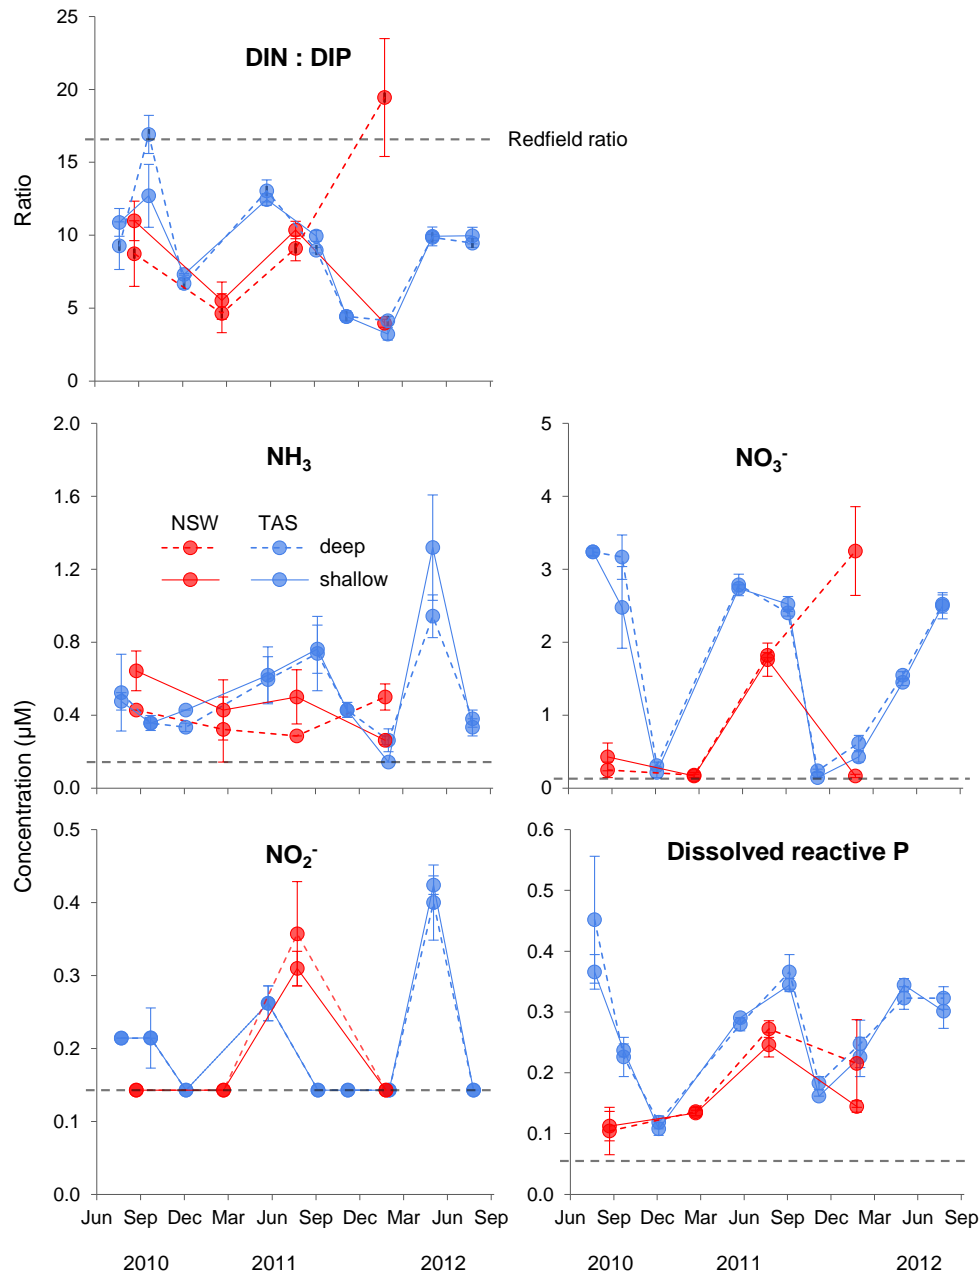 25
20
15
10
5
0
Ratio
DIN : DIP
Redfield ratio
2.0
1.6
1.2
0.8
0.4
0.0
NH₃
NSW TAS
deep
shallow
5
4
3
2
1
0
NO₃⁻
Concentration (µM)
0.5
0.4
0.3
0.2
0.1
0.0
NO₂⁻
Jun Sep Dec Mar Jun Sep Dec Mar Jun Sep
2010 2011 2012
0.6
0.5
0.4
0.3
0.2
0.1
0.0
Dissolved reactive P
Jun Sep Dec Mar Jun Sep Dec Mar Jun Sep
2010 2011 2012